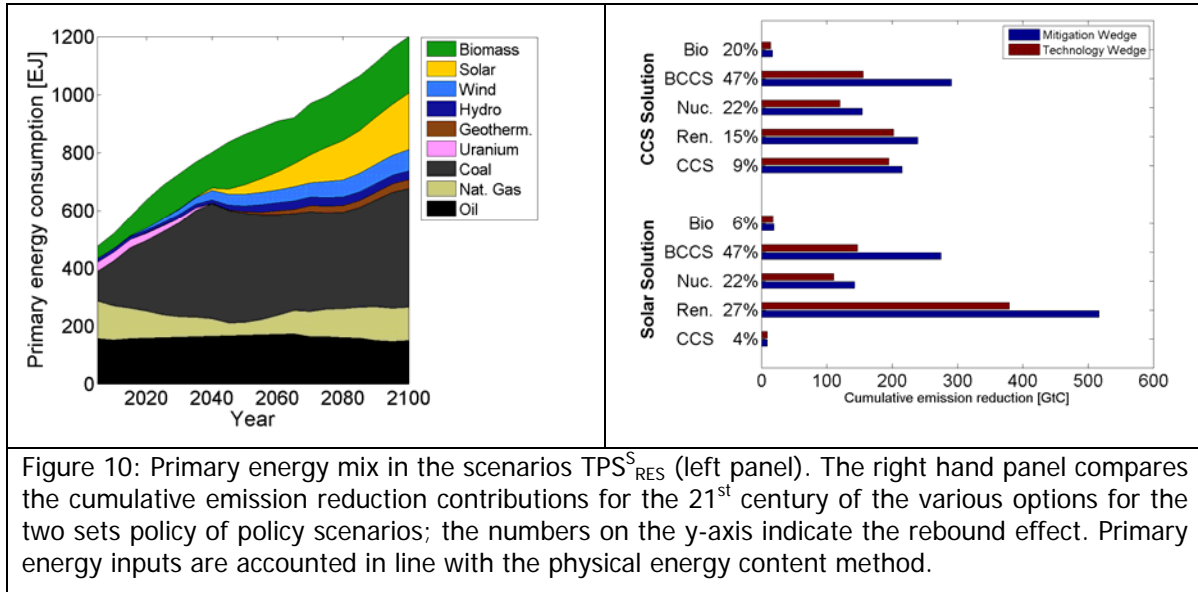 1200
1000
800
600
400
200
0
Primary energy consumption [EJ]
2020 2040 2060 2080 2100
Year
Biomass
Solar
Wind
Hydro
Geotherm.
Uranium
Coal
Nat. Gas
Oil
Mitigation Wedge
Technology Wedge
CCS Solution
Bio 20%
BCCS 47%
Nuc. 22%
Ren. 15%
CCS 9%
Solar Solution
Bio 6%
BCCS 47%
Nuc. 22%
Ren. 27%
CCS 4%
0 100 200 300 400 500 600
Cumulative emission reduction [GtC]
Figure 10: Primary energy mix in the scenarios TPS^S_RES (left panel). The right hand panel compares
the cumulative emission reduction contributions for the 21st century of the various options for the
two sets policy of policy scenarios; the numbers on the y-axis indicate the rebound effect. Primary
energy inputs are accounted in line with the physical energy content method.